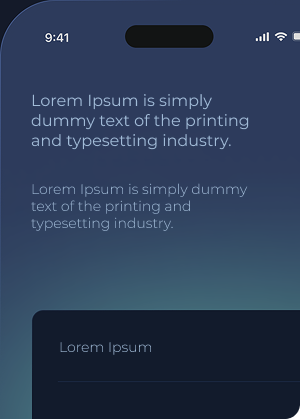 9:41
Lorem Ipsum is simply
dummy text of the printing
and typesetting industry.
Lorem Ipsum is simply dummy
text of the printing and
typesetting industry.
Lorem Ipsum